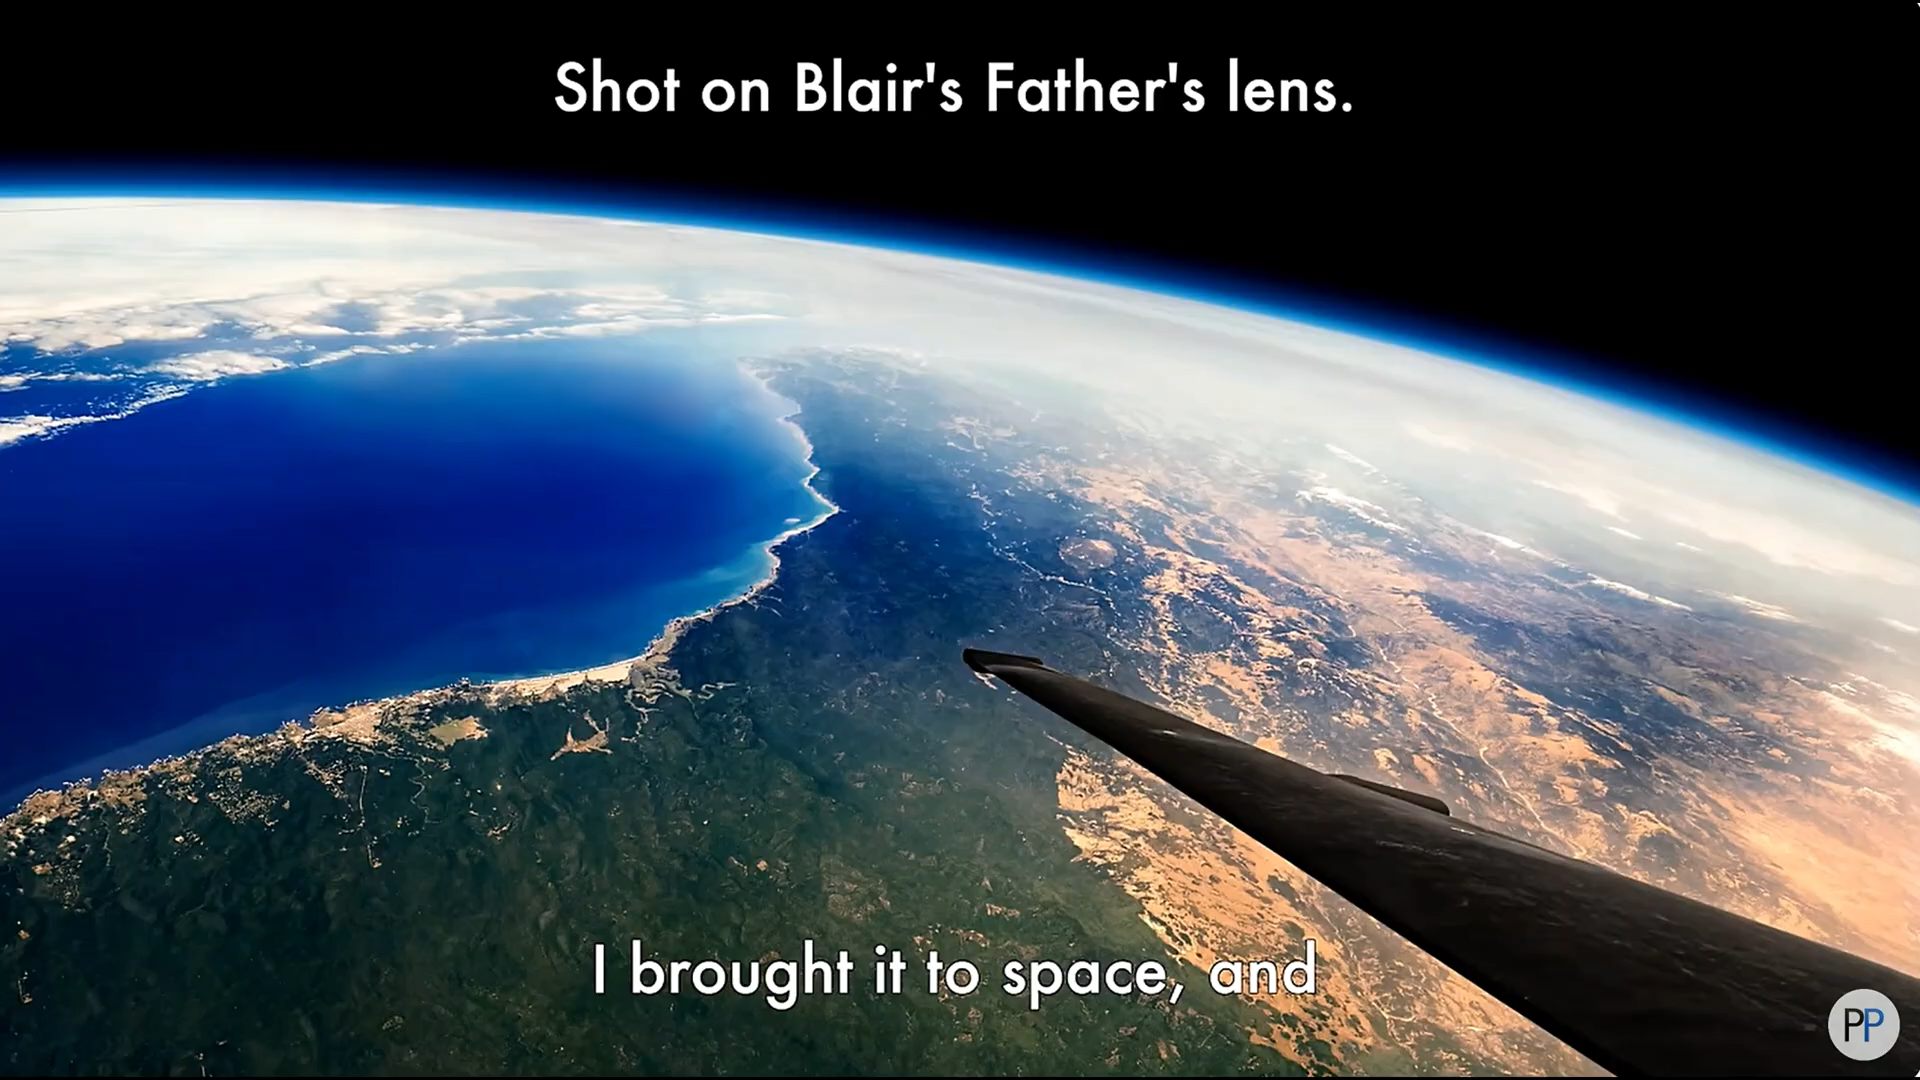 Shot on Blair's Father's lens.
I brought it to space, and
PP